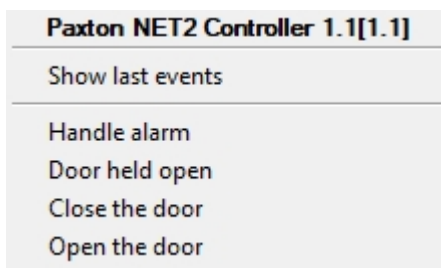 Paxton NET2 Controller 1.1[1.1]
Show last events
Handle alarm
Door held open
Close the door
Open the door